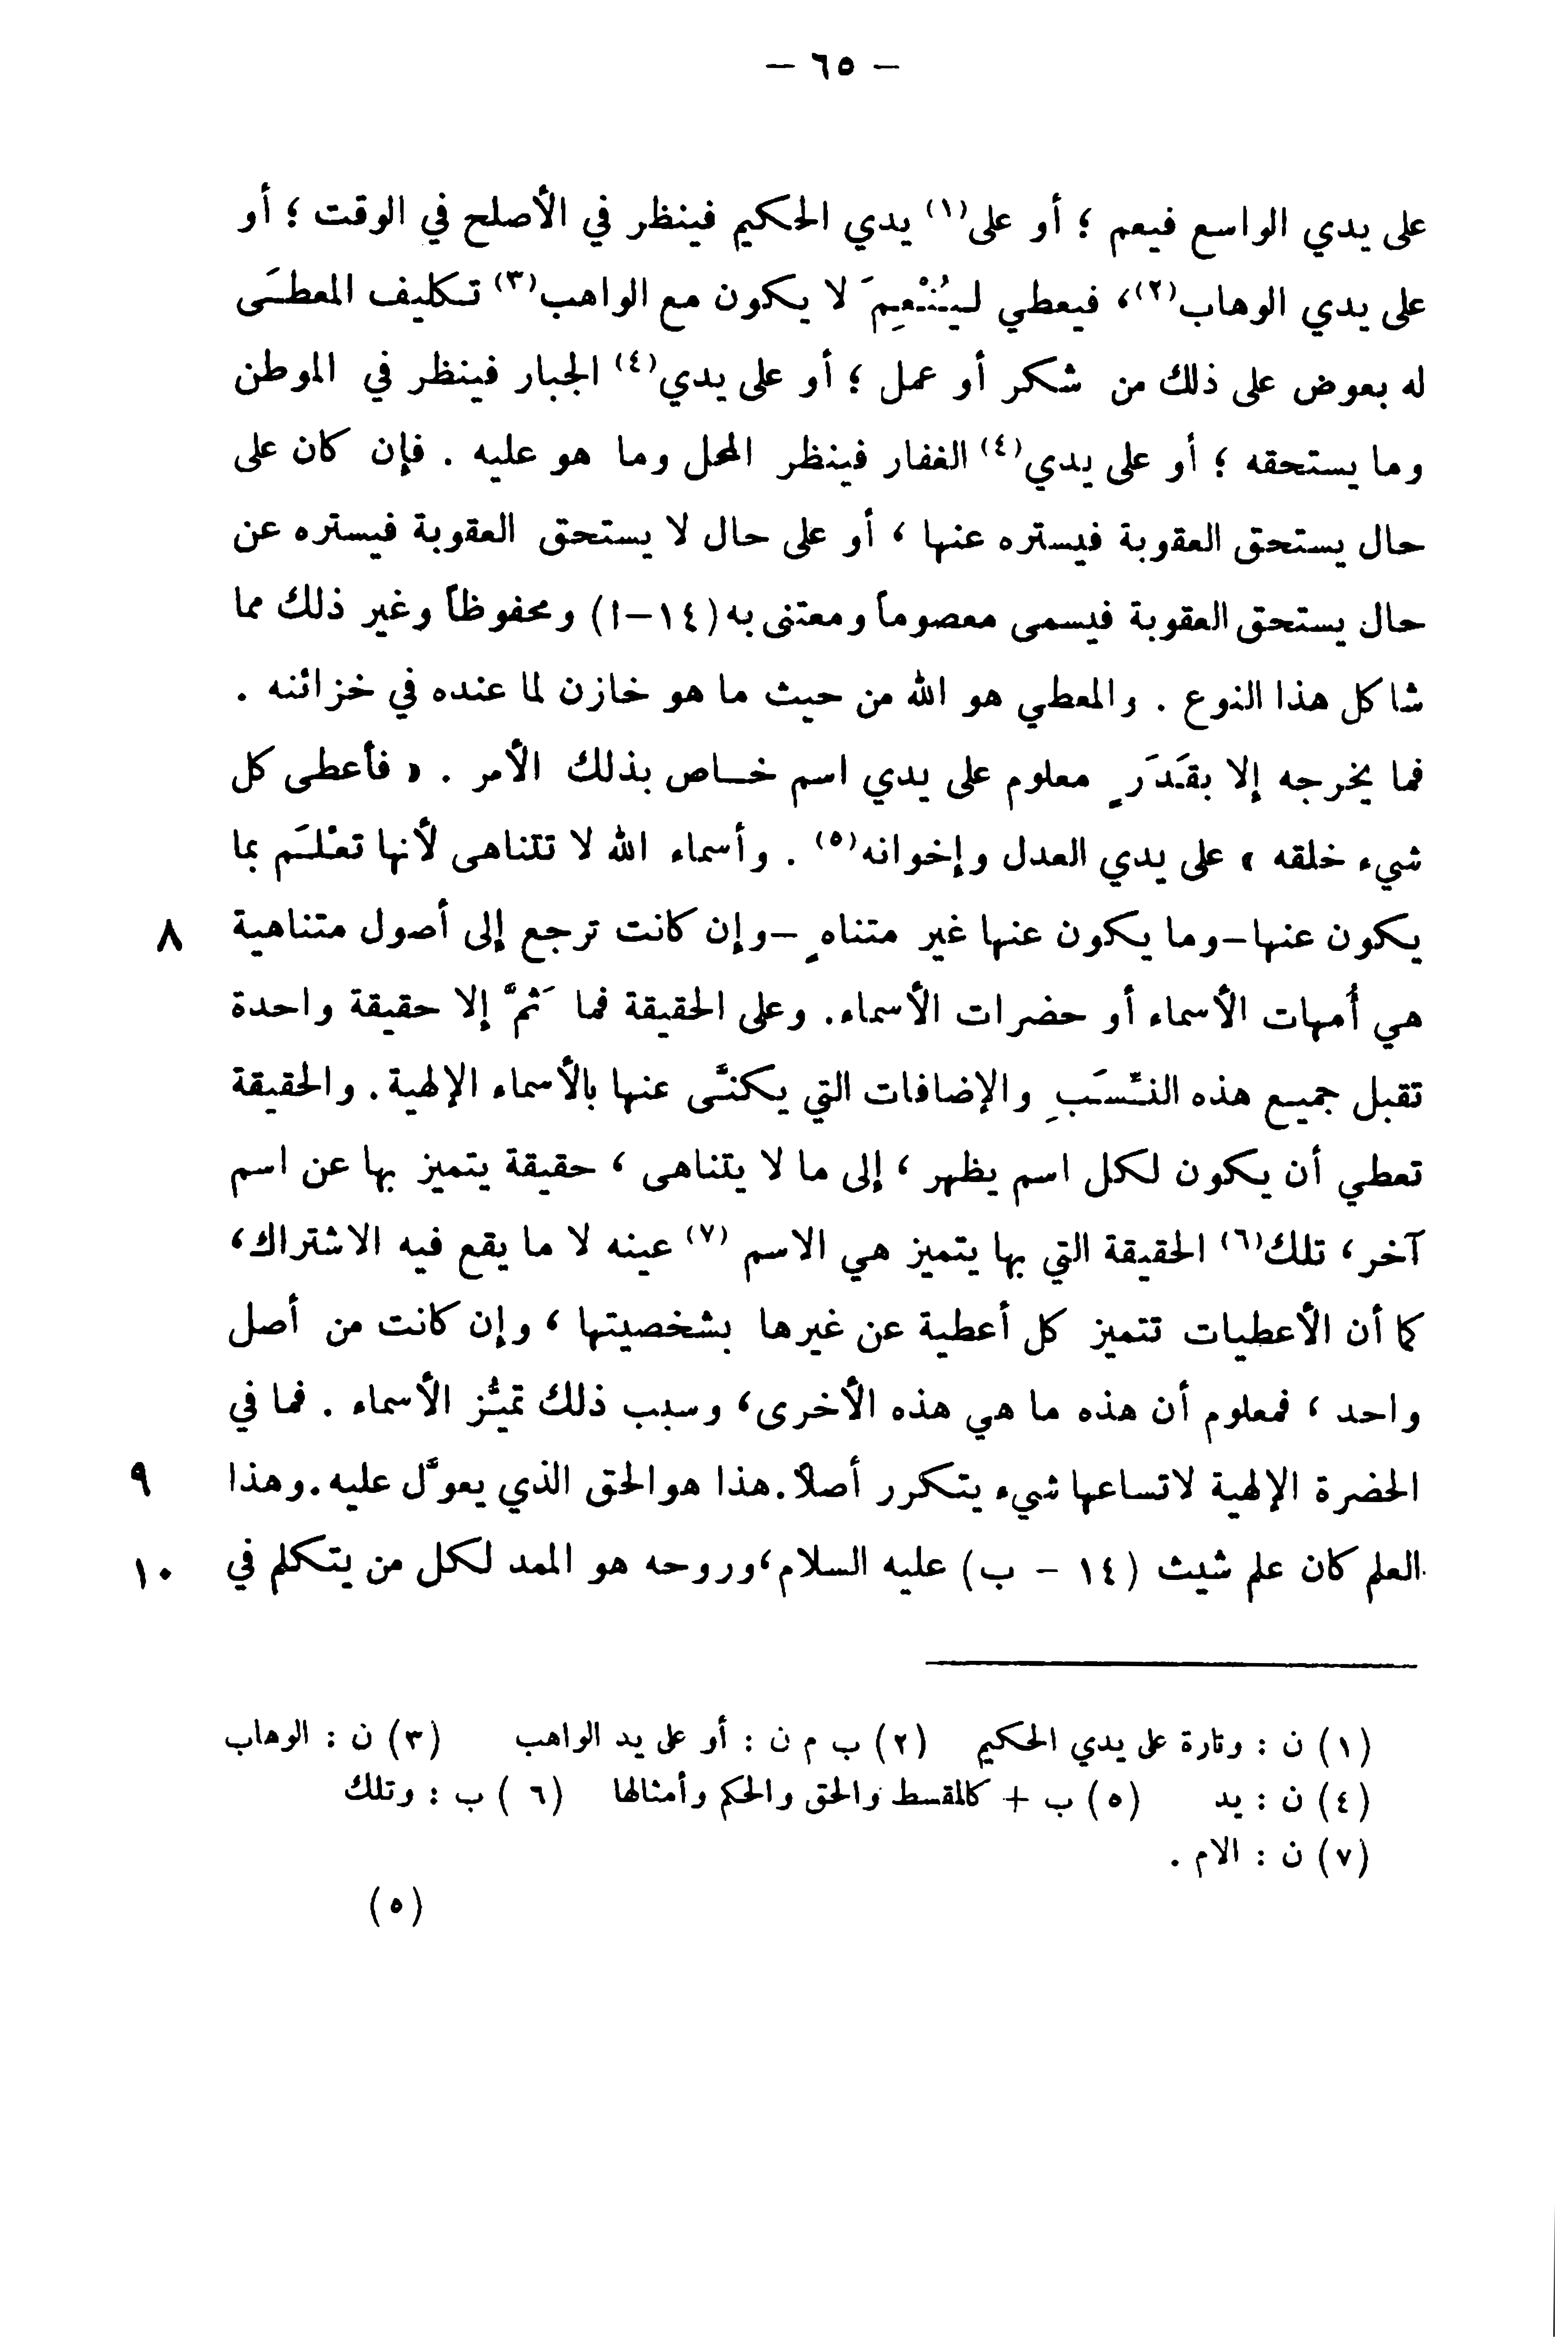 – ٦٥ –
على يدي الواسع فيعم ؛ أو على(١) يدي الحكيم فينظر في الأصلح في الوقت ؛ أو
على يدي الوهاب(٢)، فيعطي ليُنْعِمَ لا يكون مع الواهب(٣) تكليف المعطَى
له بعوض على ذلك من شكر أو عمل ؛ أو على يدي(٤) الجبار فينظر في الموطن
وما يستحقه ؛ أو على يدي(٤) الغفار فينظر المحل وما هو عليه . فإن كان على
حال يستحق العقوبة فيستره عنها ، أو على حال لا يستحق العقوبة فيستره عن
حال يستحق العقوبة فيسمى معصوماً ومعتنى به (١٤–ا) ومحفوظاً وغير ذلك مما
شاكل هذا النوع . والمعطي هو الله من حيث ما هو خازن لما عنده في خزائنه .
فما يخرجه إلا بقَدَرٍ معلوم على يدي اسم خاص بذلك الأمر . « فأعطى كل
شيء خلقه » على يدي العدل وإخوانه(٥) . وأسماء الله لا تتناهى لأنها تعْلَم بما
يكون عنها–وما يكون عنها غير متناهٍ–وإن كانت ترجع إلى أصول متناهية ٨
هي أُمهات الأسماء أو حضرات الأسماء. وعلى الحقيقة فما ثَمَّ إلا حقيقة واحدة
تقبل جميع هذه النِّسَبِ والإضافات التي يكنَّى عنها بالأسماء الإلهية. والحقيقة
تعطي أن يكون لكل اسم يظهر ، إلى ما لا يتناهى ، حقيقة يتميز بها عن اسم
آخر، تلك(٦) الحقيقة التي بها يتميز هي الاسم (٧) عينه لا ما يقع فيه الاشتراك،
كما أن الأعطيات تتميز كل أعطية عن غيرها بشخصيتها ، وإن كانت من أصل
واحد ، فمعلوم أن هذه ما هي هذه الأخرى، وسبب ذلك تميُّز الأسماء . فما في
الحضرة الإلهية لاتساعها شيء يتكرر أصلاً.هذا هو الحق الذي يعوَّل عليه.وهذا ٩
العلم كان علم شيث (١٤ – ب) عليه السلام،وروحه هو الممد لكل من يتكلم في ١٠
(١) ن : وتارة على يدي الحكيم (٢) ب م ن : أو على يد الواهب (٣) ن : الوهاب
(٤) ن : يد (٥) ب + كالمقسط والحق والحكم وأمثالها (٦) ب : وتلك
(٧) ن : الام .
(٥)